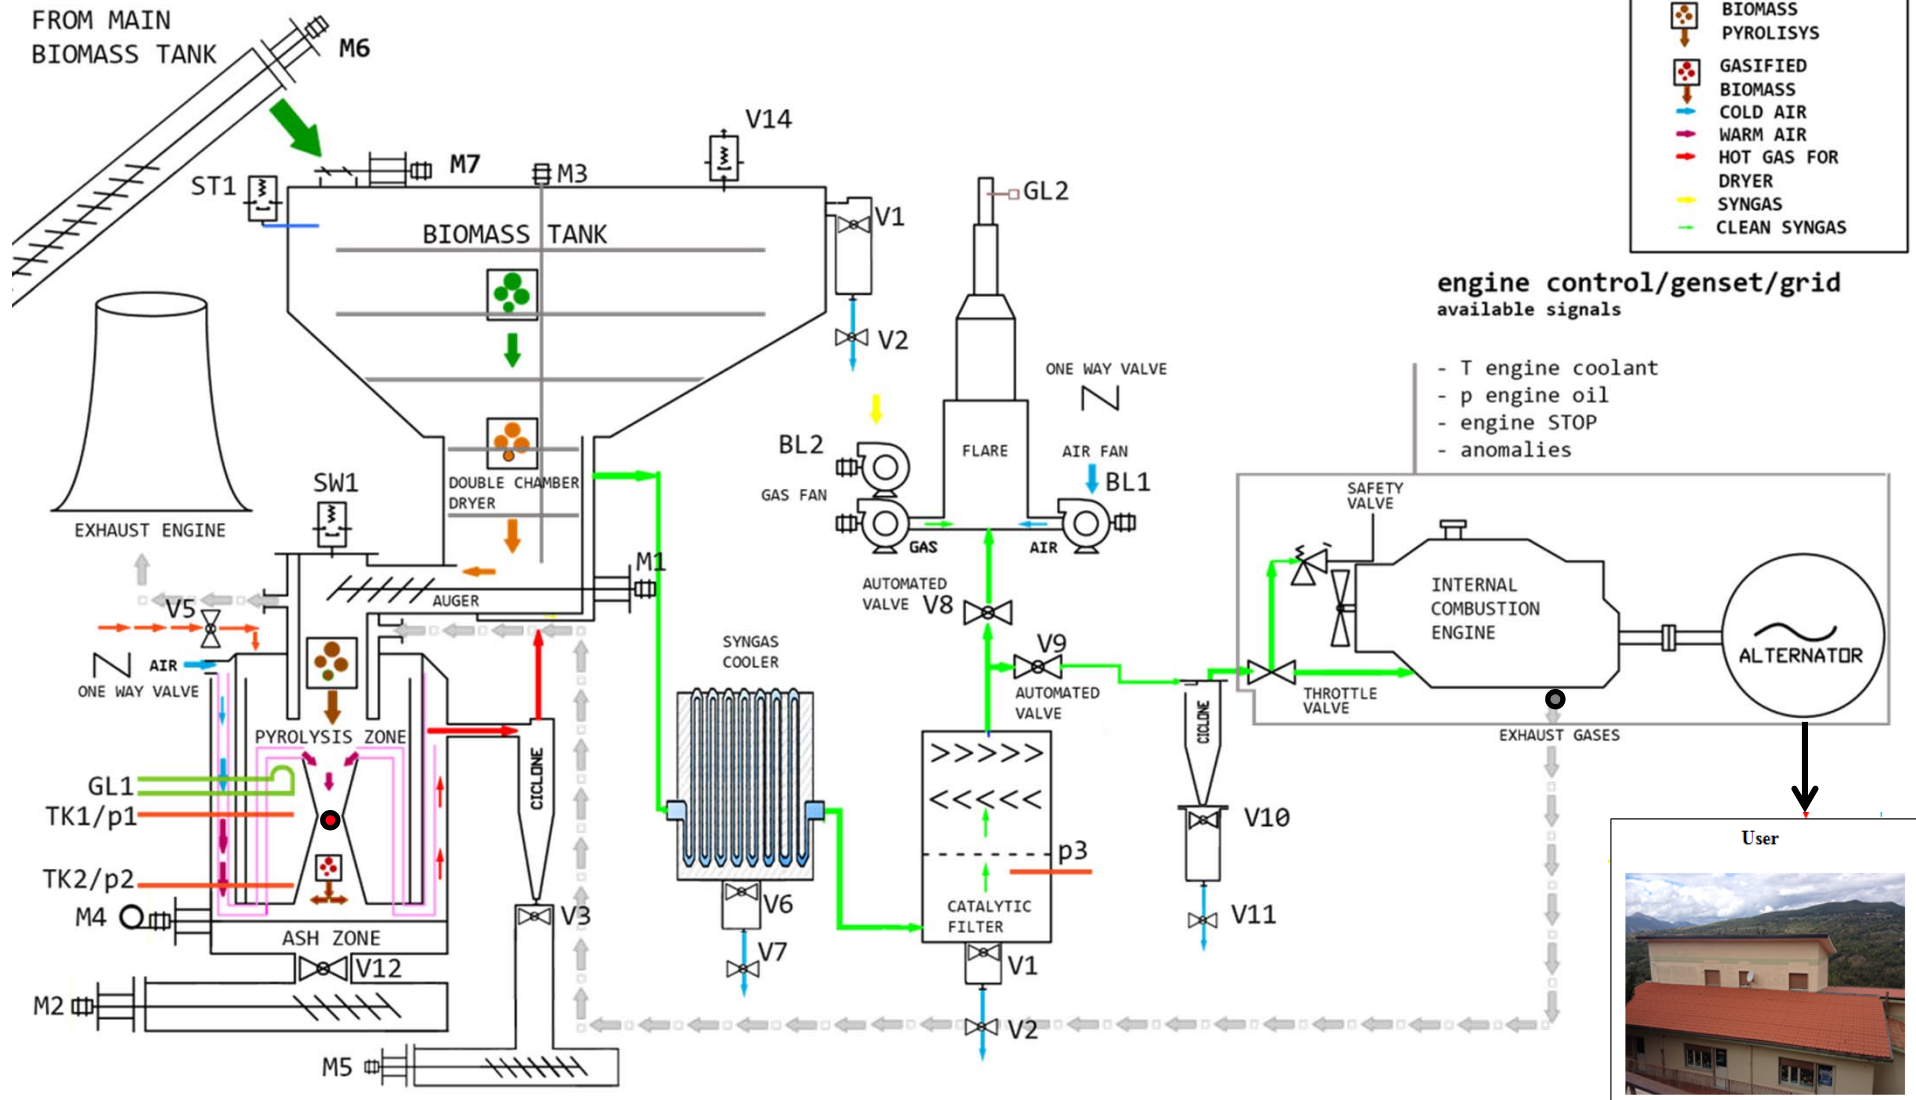 FROM MAIN
BIOMASS TANK
M6
BIOMASS
PYROLISYS
GASIFIED
BIOMASS
COLD AIR
WARM AIR
HOT GAS FOR
DRYER
SYNGAS
CLEAN SYNGAS
V14
M7
M3
ST1
GL2
V1
BIOMASS TANK
V2
engine control/genset/grid
available signals
ONE WAY VALVE
- T engine coolant
- p engine oil
- engine STOP
- anomalies
BL2
FLARE
AIR FAN
BL1
GAS FAN
SW1
DOUBLE CHAMBER
DRYER
SAFETY
VALVE
EXHAUST ENGINE
GAS
AIR
M1
AUTOMATED
VALVE V8
INTERNAL
COMBUSTION
ENGINE
AUGER
V5
SYNGAS
COOLER
V9
ALTERNATOR
AIR
ONE WAY VALVE
AUTOMATED
VALVE
CICLONE
THROTTLE
VALVE
PYROLYSIS ZONE
EXHAUST GASES
CICLONE
GL1
TK1/p1
V10
User
p3
TK2/p2
M4
V3
V6
CATALYTIC
FILTER
V11
ASH ZONE
V7
V12
V1
M2
V2
M5